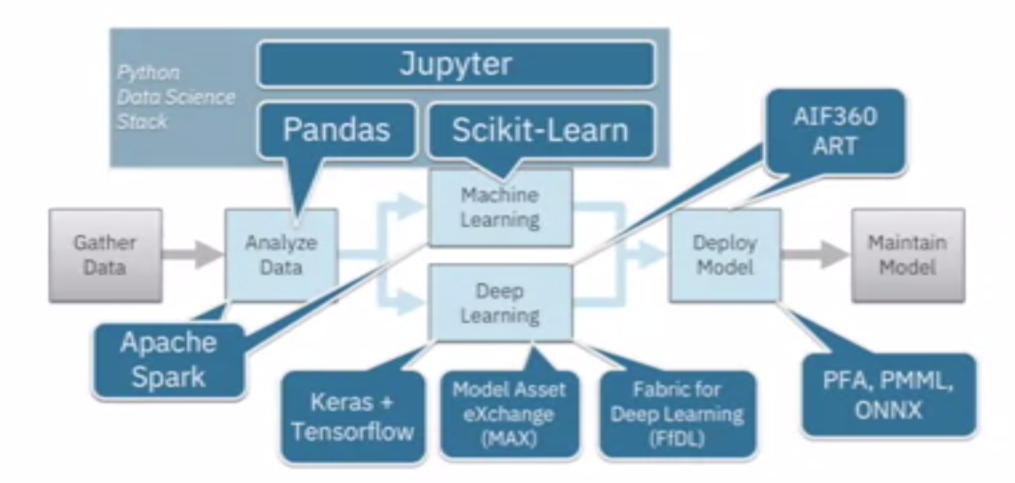 Python
Data Science
Stack
Jupyter
Pandas
Scikit-Learn
AIF360
ART
Gather
Data
Analyze
Data
Machine
Learning
Deep
Learning
Deploy
Model
Maintain
Model
Apache
Spark
Keras +
Tensorflow
Model Asset
eXchange
(MAX)
Fabric for
Deep Learning
(FfDL)
PFA, PMML,
ONNX